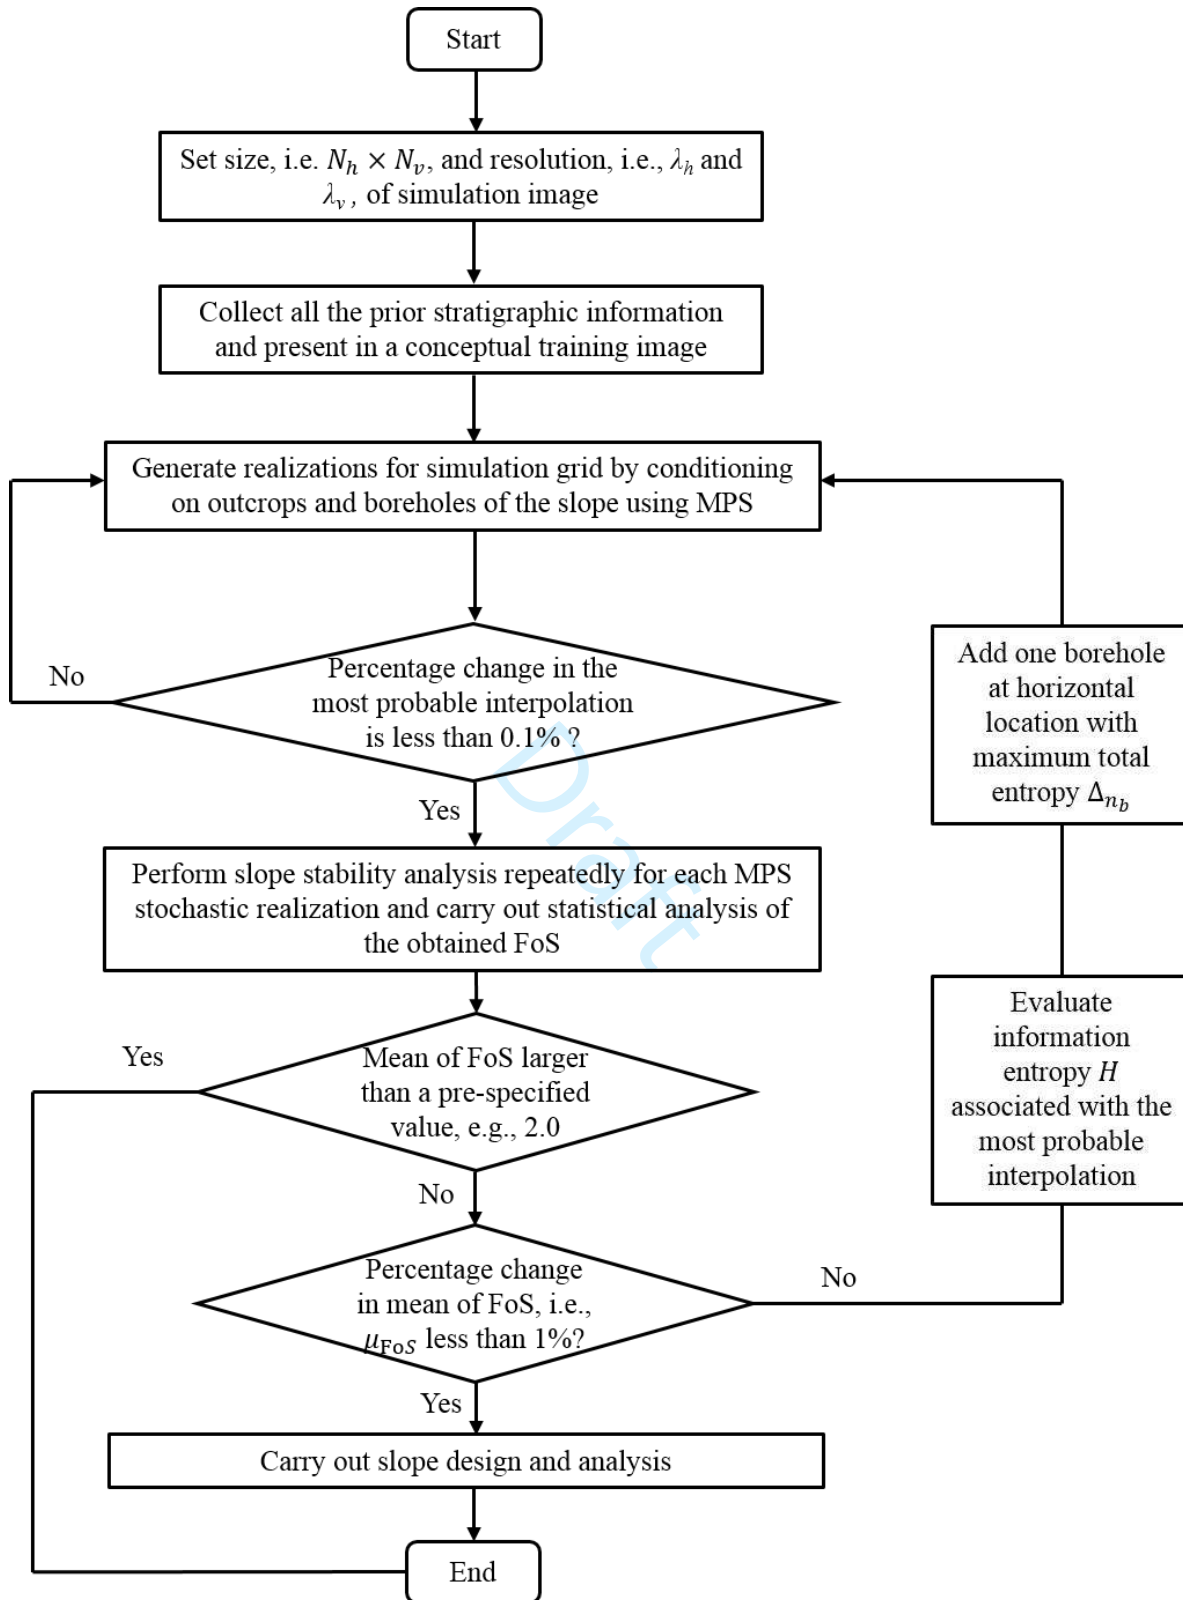 Start
Set size, i.e. N_h × N_v, and resolution, i.e., λ_h and
λ_v , of simulation image
Collect all the prior stratigraphic information
and present in a conceptual training image
Generate realizations for simulation grid by conditioning
on outcrops and boreholes of the slope using MPS
No
Percentage change in the
most probable interpolation
is less than 0.1% ?
Yes
Perform slope stability analysis repeatedly for each MPS
stochastic realization and carry out statistical analysis of
the obtained FoS
Yes
Mean of FoS larger
than a pre-specified
value, e.g., 2.0
No
Percentage change
in mean of FoS, i.e.,
μ_FoS less than 1%?
No
Evaluate
information
entropy H
associated with the
most probable
interpolation
Add one borehole
at horizontal
location with
maximum total
entropy Δ_{n_b}
Yes
Carry out slope design and analysis
End
Draft